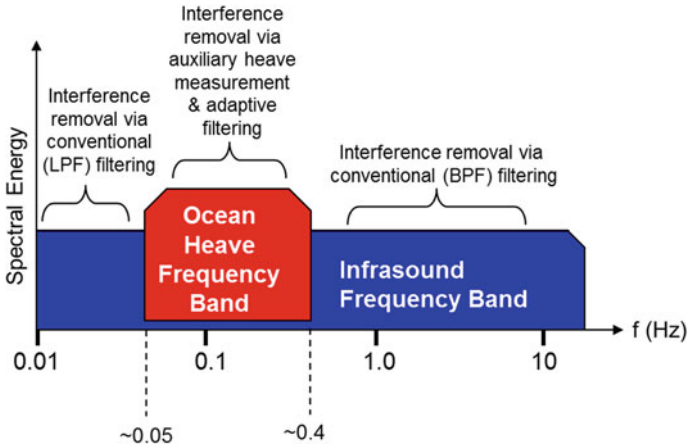 Interference
removal via
auxiliary heave
measurement
& adaptive
filtering
Interference
removal via
conventional
(LPF) filtering
Interference removal via
conventional (BPF) filtering
Spectral Energy
Ocean
Heave
Frequency
Band
Infrasound
Frequency Band
f (Hz)
0.01
0.1
1.0
10
~0.05
~0.4